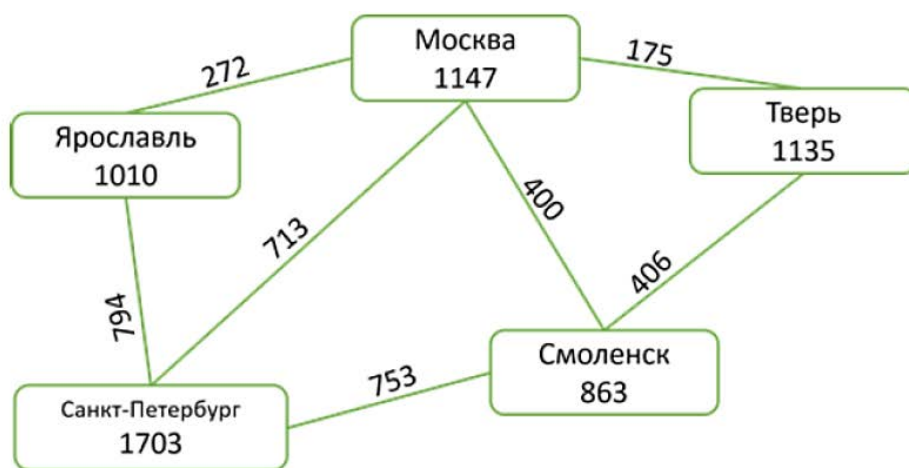 Москва
1147
272
175
Ярославль
1010
Тверь
1135
713
400
406
794
Смоленск
863
753
Санкт-Петербург
1703